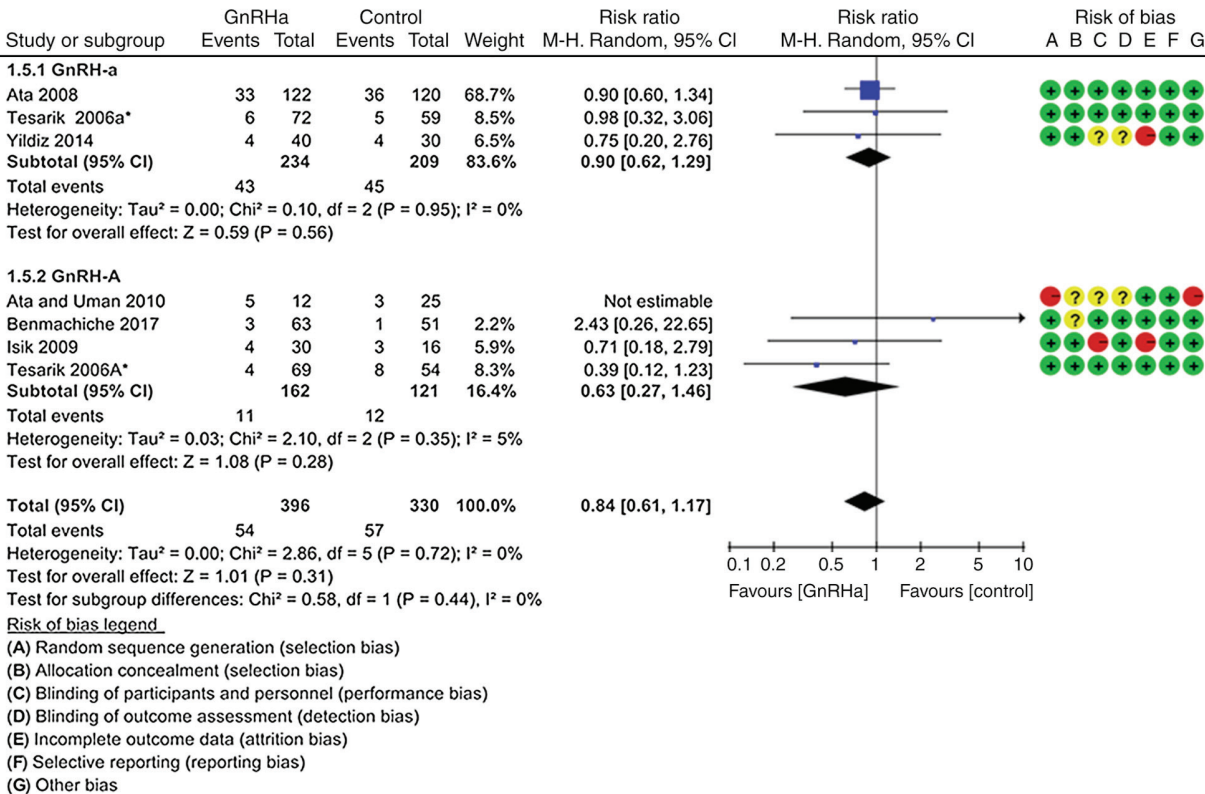 GnRHa Control Risk ratio Risk ratio Risk of bias
Study or subgroup Events Total Events Total Weight M-H. Random, 95% CI M-H. Random, 95% CI A B C D E F G
1.5.1 GnRH-a
Ata 2008 33 122 36 120 68.7% 0.90 [0.60, 1.34] + + + + + + +
Tesarik 2006a* 6 72 5 59 8.5% 0.98 [0.32, 3.06] + + + + + + +
Yildiz 2014 4 40 4 30 6.5% 0.75 [0.20, 2.76] + + ? ? - + +
Subtotal (95% CI) 234 209 83.6% 0.90 [0.62, 1.29]
Total events 43 45
Heterogeneity: Tau² = 0.00; Chi² = 0.10, df = 2 (P = 0.95); I² = 0%
Test for overall effect: Z = 0.59 (P = 0.56)
1.5.2 GnRH-A
Ata and Uman 2010 5 12 3 25 Not estimable - ? ? ? + + -
Benmachiche 2017 3 63 1 51 2.2% 2.43 [0.26, 22.65] + ? + + + + +
Isik 2009 4 30 3 16 5.9% 0.71 [0.18, 2.79] + + - + - + +
Tesarik 2006A* 4 69 8 54 8.3% 0.39 [0.12, 1.23] + + + + + + +
Subtotal (95% CI) 162 121 16.4% 0.63 [0.27, 1.46]
Total events 11 12
Heterogeneity: Tau² = 0.03; Chi² = 2.10, df = 2 (P = 0.35); I² = 5%
Test for overall effect: Z = 1.08 (P = 0.28)
Total (95% CI) 396 330 100.0% 0.84 [0.61, 1.17]
Total events 54 57
Heterogeneity: Tau² = 0.00; Chi² = 2.86, df = 5 (P = 0.72); I² = 0%
Test for overall effect: Z = 1.01 (P = 0.31)
Test for subgroup differences: Chi² = 0.58, df = 1 (P = 0.44), I² = 0%
0.1 0.2 0.5 1 2 5 10
Favours [GnRHa] Favours [control]
Risk of bias legend
(A) Random sequence generation (selection bias)
(B) Allocation concealment (selection bias)
(C) Blinding of participants and personnel (performance bias)
(D) Blinding of outcome assessment (detection bias)
(E) Incomplete outcome data (attrition bias)
(F) Selective reporting (reporting bias)
(G) Other bias